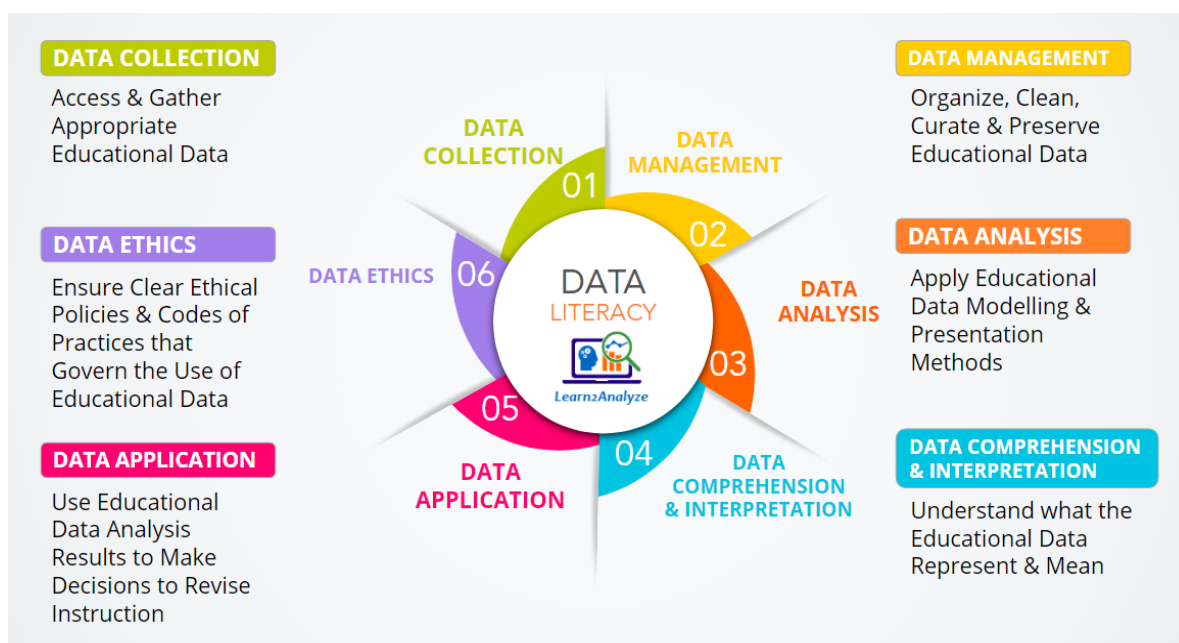 DATA COLLECTION
Access & Gather
Appropriate
Educational Data
DATA ETHICS
Ensure Clear Ethical
Policies & Codes of
Practices that
Govern the Use of
Educational Data
DATA APPLICATION
Use Educational
Data Analysis
Results to Make
Decisions to Revise
Instruction
DATA
COLLECTION
01
DATA
MANAGEMENT
02
DATA
ANALYSIS
03
DATA
COMPREHENSION
& INTERPRETATION
04
DATA
APPLICATION
05
DATA ETHICS
06
DATA
LITERACY
Learn2Analyze
DATA MANAGEMENT
Organize, Clean,
Curate & Preserve
Educational Data
DATA ANALYSIS
Apply Educational
Data Modelling &
Presentation
Methods
DATA COMPREHENSION
& INTERPRETATION
Understand what the
Educational Data
Represent & Mean